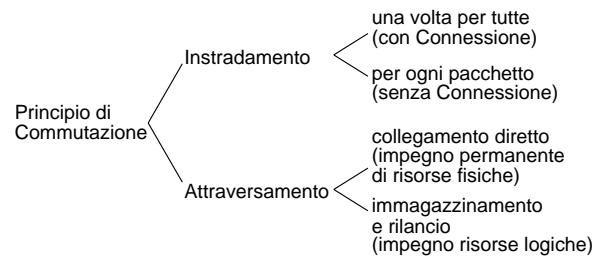 Principio di
Commutazione
Instradamento
una volta per tutte
(con Connessione)
per ogni pacchetto
(senza Connessione)
Attraversamento
collegamento diretto
(impegno permanente
di risorse fisiche)
immagazzinamento
e rilancio
(impegno risorse logiche)